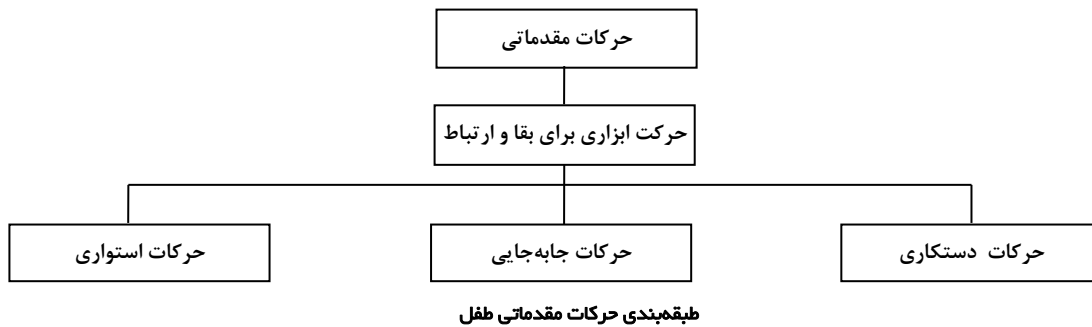 حرکات مقدماتی
حرکت ابزاری برای بقا و ارتباط
حرکات دستکاری
حرکات جابه‌جایی
حرکات استواری
طبقه‌بندی حرکات مقدماتی طفل